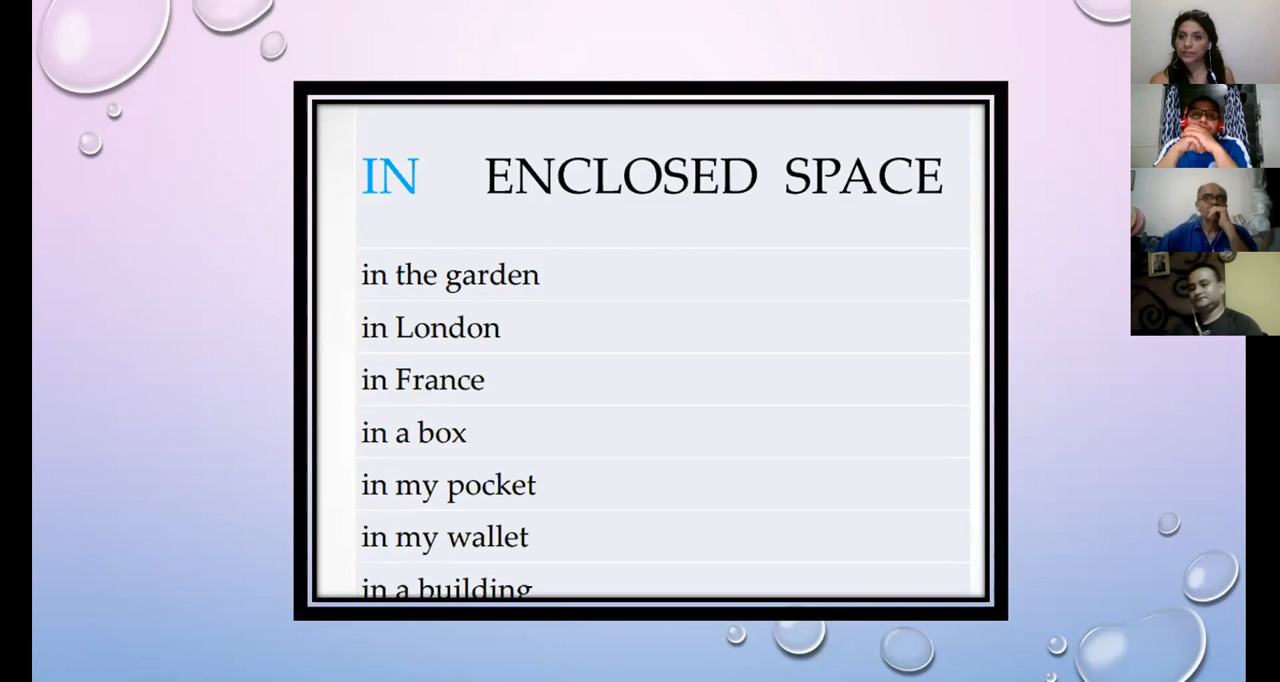 IN ENCLOSED SPACE
in the garden
in London
in France
in a box
in my pocket
in my wallet
in a building